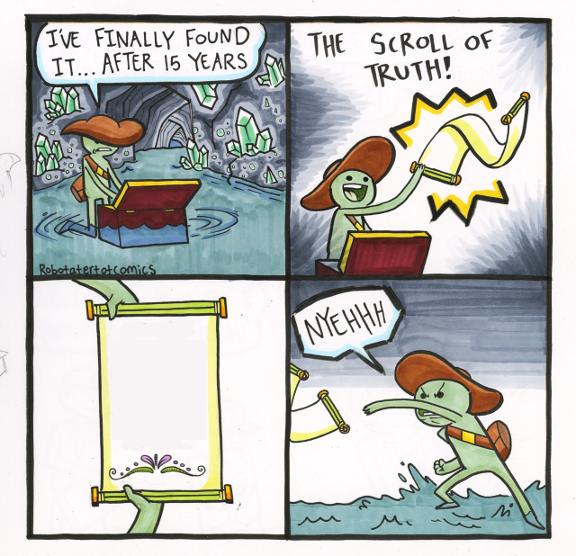 I'VE FINALLY FOUND
IT... AFTER 15 YEARS
THE SCROLL OF
TRUTH!
Robotatertotcomics
NYEHHH